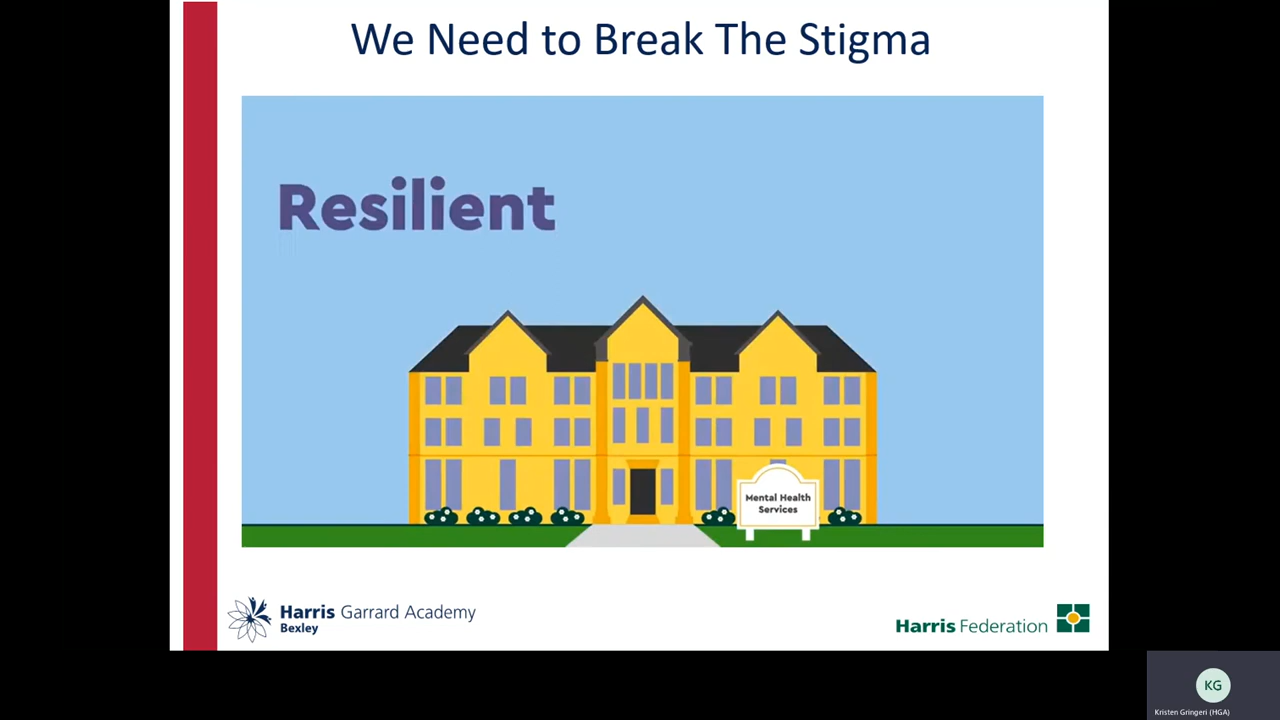 We Need to Break The Stigma
Resilient
Mental Health
Services
Harris Garrard Academy
Bexley
Harris Federation
KG
Kristen Gringeri (HGA)